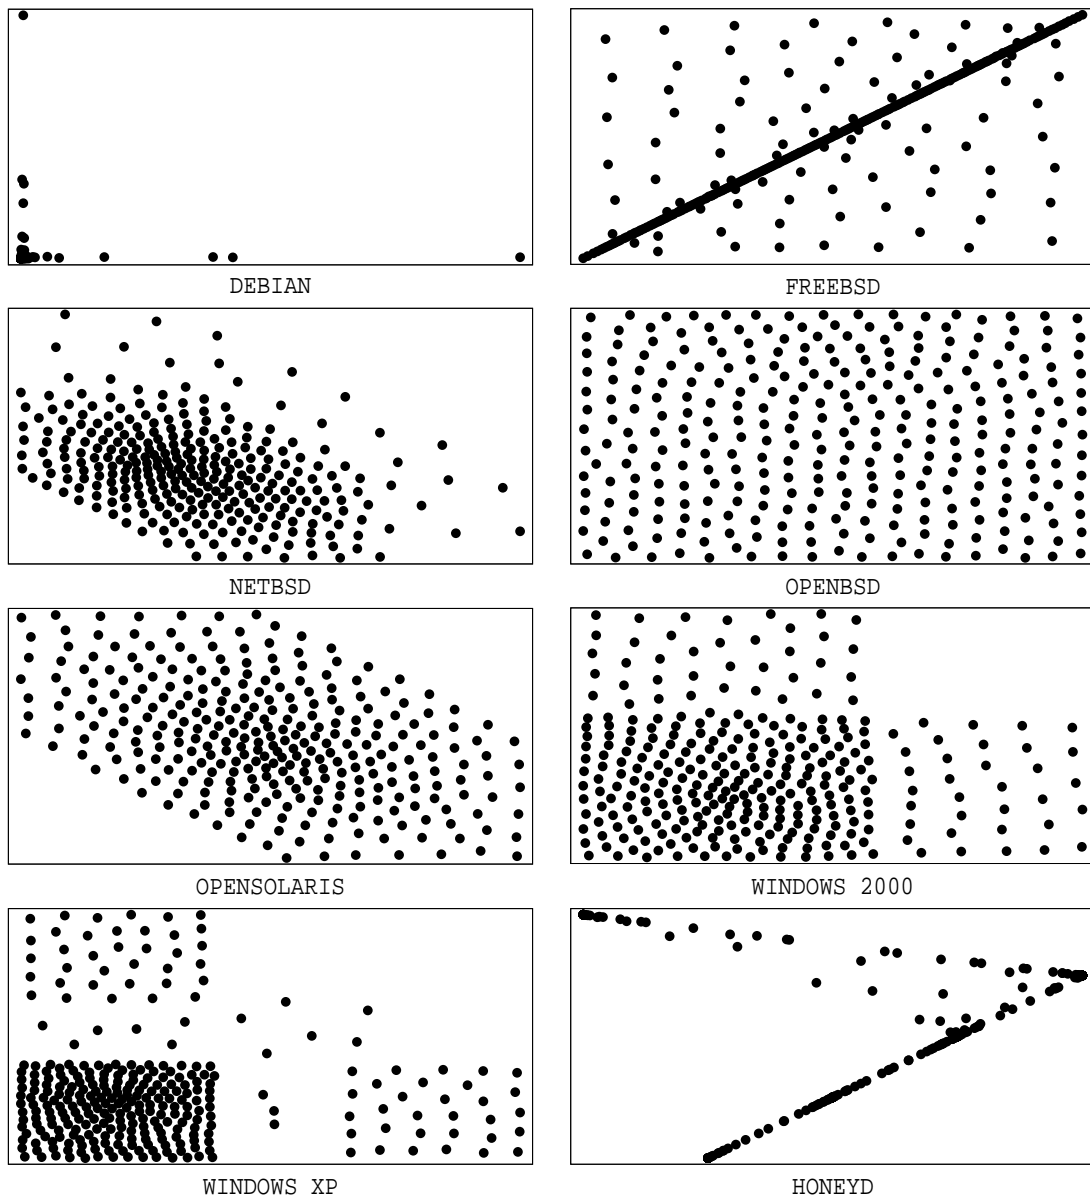 DEBIAN
FREEBSD
NETBSD
OPENBSD
OPENSOLARIS
WINDOWS 2000
WINDOWS XP
HONEYD